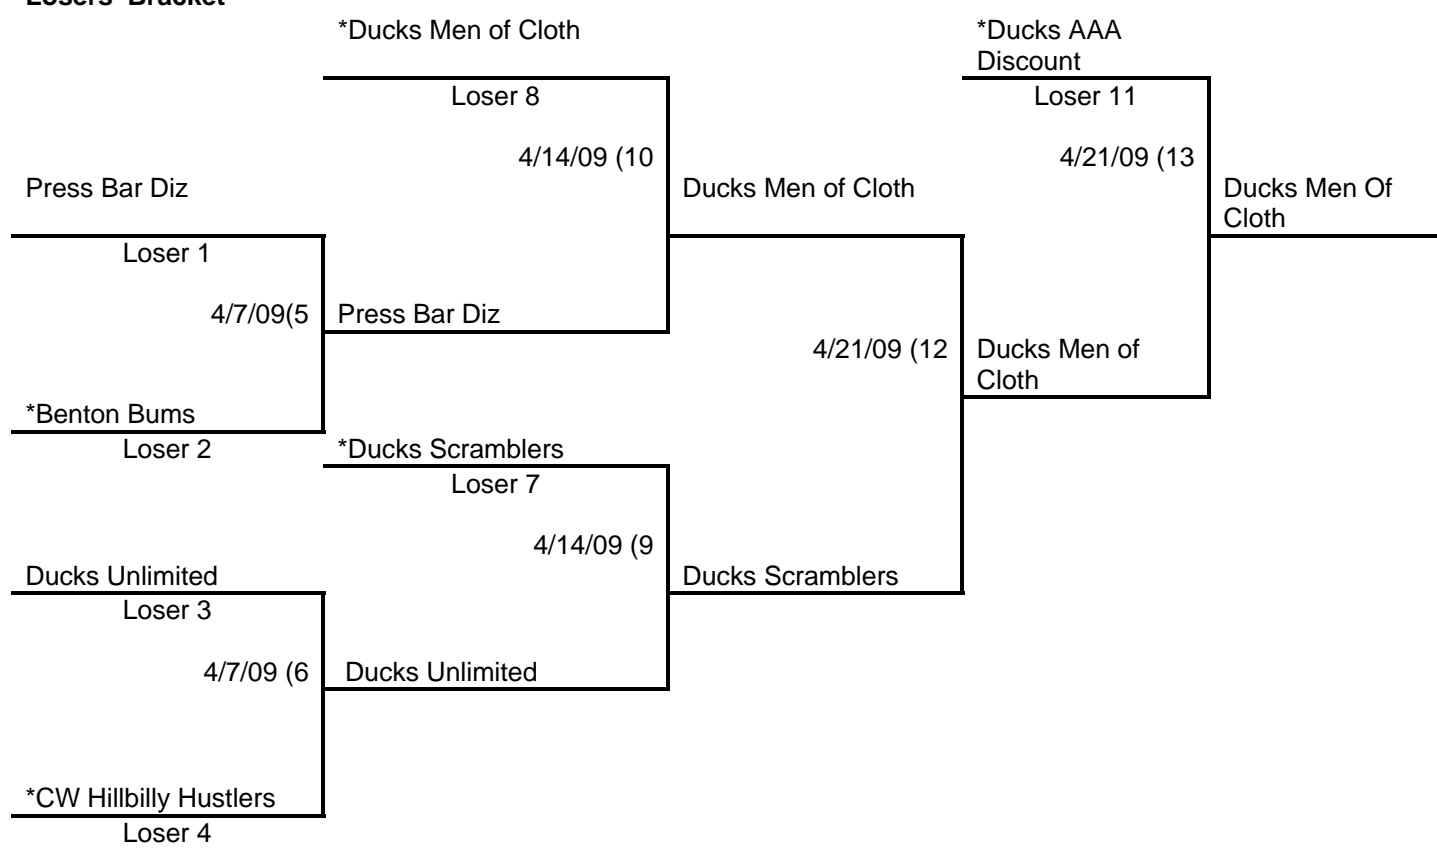 Losers' Bracket
*Ducks Men of Cloth
*Ducks AAA
Discount
Loser 8
Loser 11
4/14/09 (10
4/21/09 (13
Press Bar Diz
Ducks Men of Cloth
Ducks Men Of
Cloth
Loser 1
4/7/09(5
Press Bar Diz
4/21/09 (12
Ducks Men of
Cloth
*Benton Bums
Loser 2
*Ducks Scramblers
Loser 7
4/14/09 (9
Ducks Unlimited
Ducks Scramblers
Loser 3
4/7/09 (6
Ducks Unlimited
*CW Hillbilly Hustlers
Loser 4